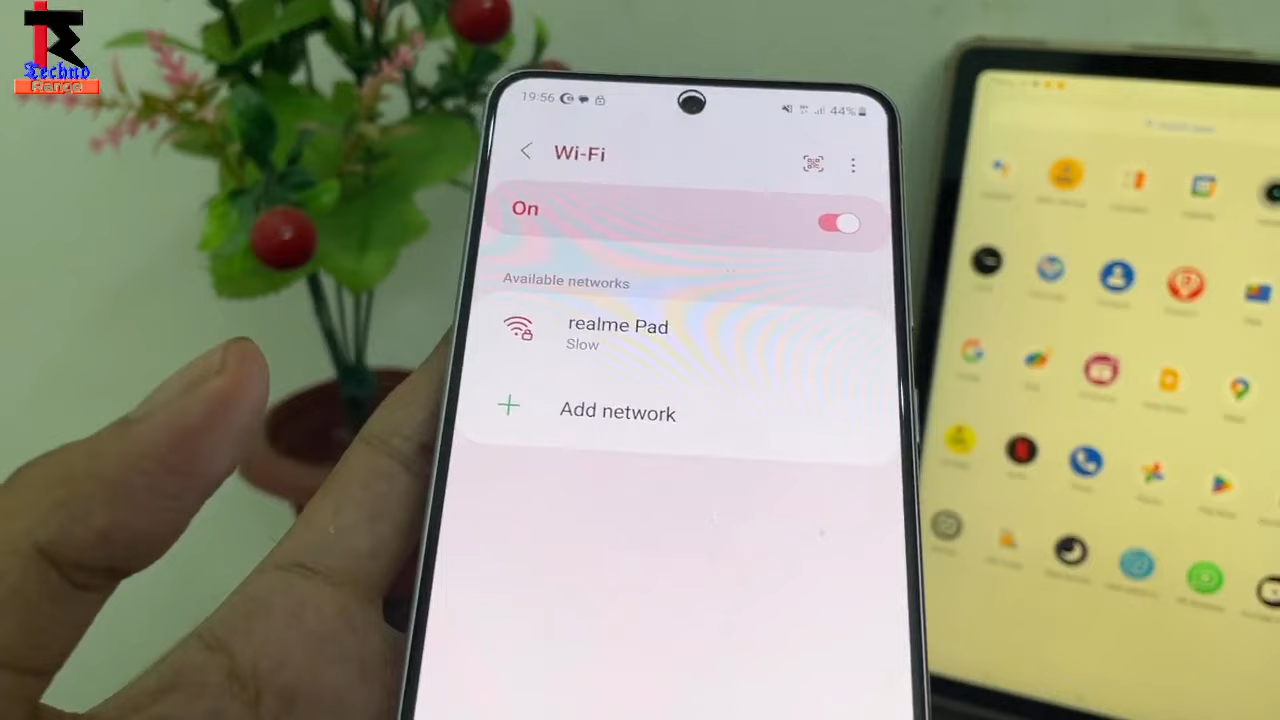 Techno
Range
19:56
44%
Wi-Fi
On
Available networks
realme Pad
Slow
Add network